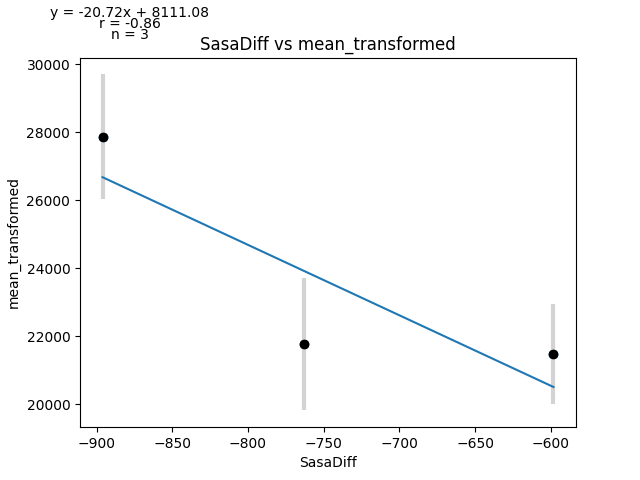 y = -20.72x + 8111.08
r = -0.86
n = 3
SasaDiff vs mean_transformed
30000
28000
26000
24000
22000
20000
mean_transformed
−900
−850
−800
−750
−700
−650
−600
SasaDiff